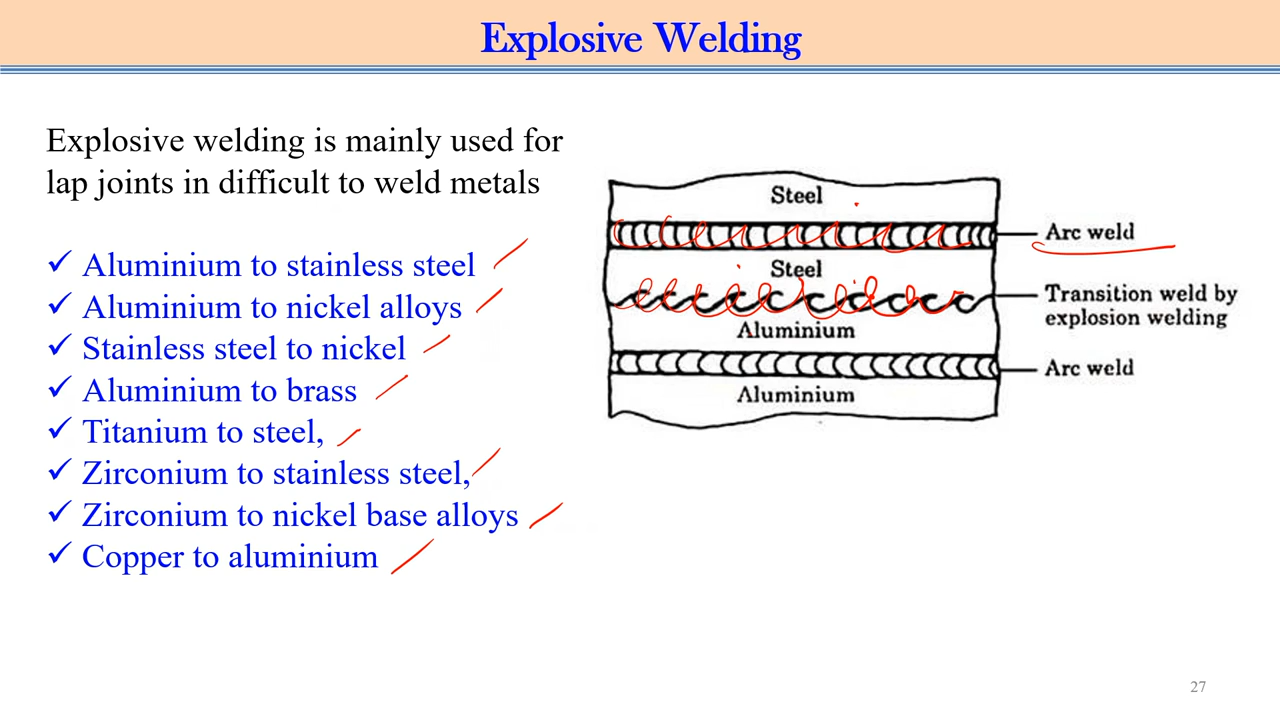 Explosive Welding
Explosive welding is mainly used for
lap joints in difficult to weld metals
✓ Aluminium to stainless steel
✓ Aluminium to nickel alloys
✓ Stainless steel to nickel
✓ Aluminium to brass
✓ Titanium to steel,
✓ Zirconium to stainless steel,
✓ Zirconium to nickel base alloys
✓ Copper to aluminium
Steel
Arc weld
Steel
Transition weld by
explosion welding
Aluminium
Arc weld
Aluminium
27